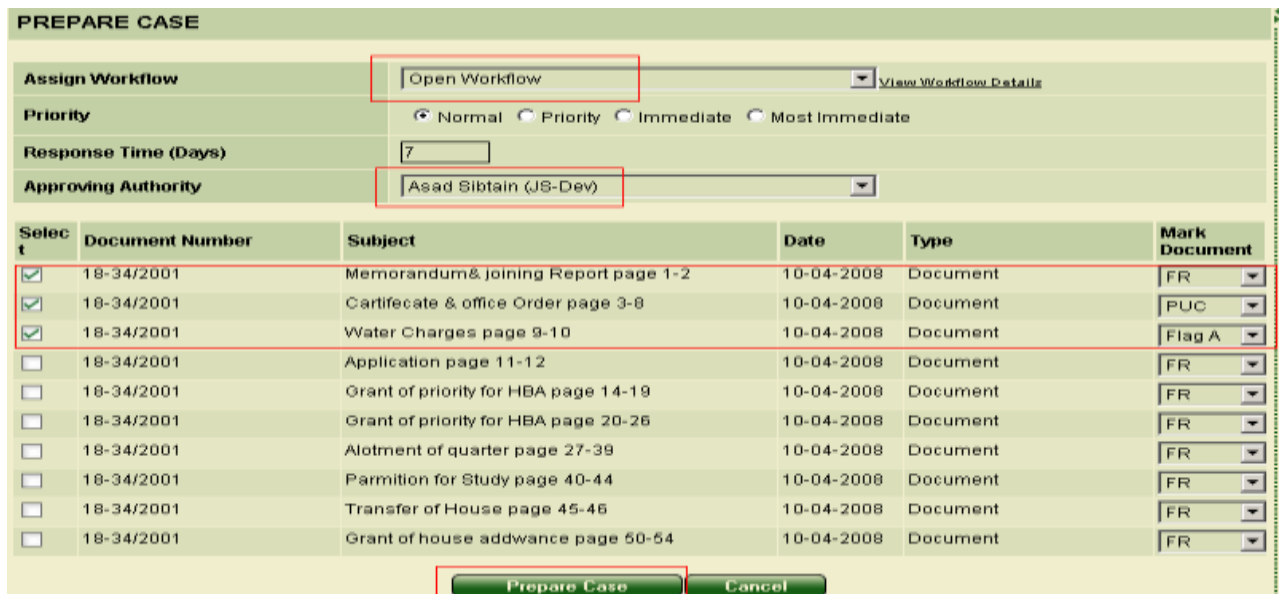 PREPARE CASE
Assign Workflow Open Workflow View Workflow Details
Priority Normal Priority Immediate Most Immediate
Response Time (Days) 7
Approving Authority Asad Sibtain (JS-Dev)
Select Document Number Subject Date Type Mark Document
18-34/2001 Memorandum& joining Report page 1-2 10-04-2008 Document FR
18-34/2001 Cartifecate & office Order page 3-8 10-04-2008 Document PUC
18-34/2001 Water Charges page 9-10 10-04-2008 Document Flag A
18-34/2001 Application page 11-12 10-04-2008 Document FR
18-34/2001 Grant of priority for HBA page 14-19 10-04-2008 Document FR
18-34/2001 Grant of priority for HBA page 20-26 10-04-2008 Document FR
18-34/2001 Alotment of quarter page 27-39 10-04-2008 Document FR
18-34/2001 Parmition for Study page 40-44 10-04-2008 Document FR
18-34/2001 Transfer of House page 45-46 10-04-2008 Document FR
18-34/2001 Grant of house addwance page 50-54 10-04-2008 Document FR
Prepare Case Cancel